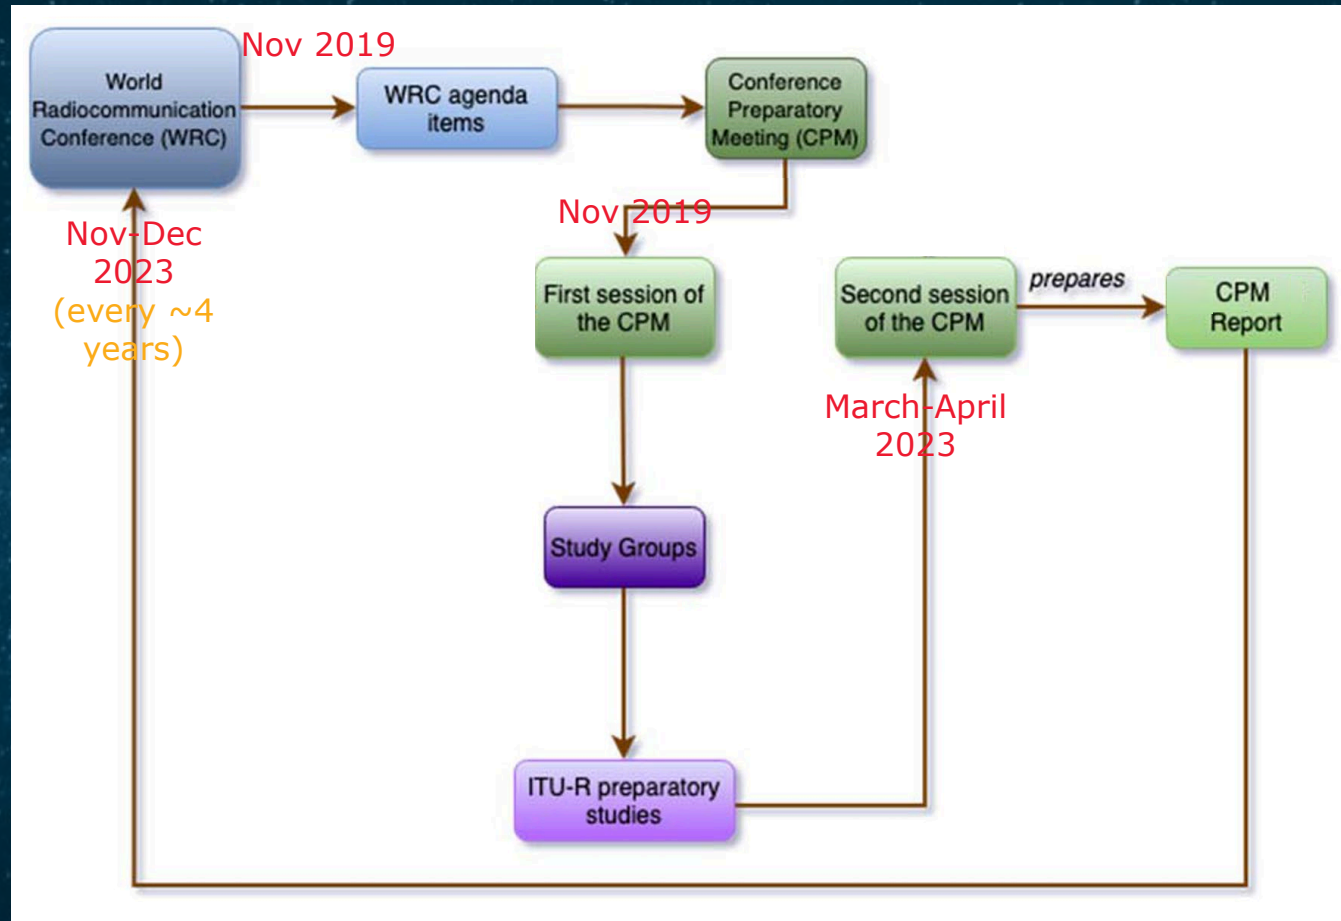 World
Radiocommunication
Conference (WRC)
Nov 2019
WRC agenda
items
Conference
Preparatory
Meeting (CPM)
Nov-Dec
2023
(every ~4
years)
Nov 2019
First session of
the CPM
Second session
of the CPM
prepares
CPM
Report
March-April
2023
Study Groups
ITU-R preparatory
studies